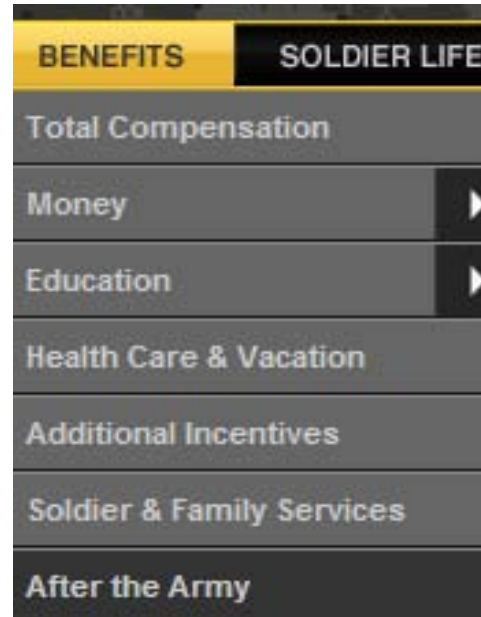 BENEFITS SOLDIER LIFE
Total Compensation
Money
Education
Health Care & Vacation
Additional Incentives
Soldier & Family Services
After the Army